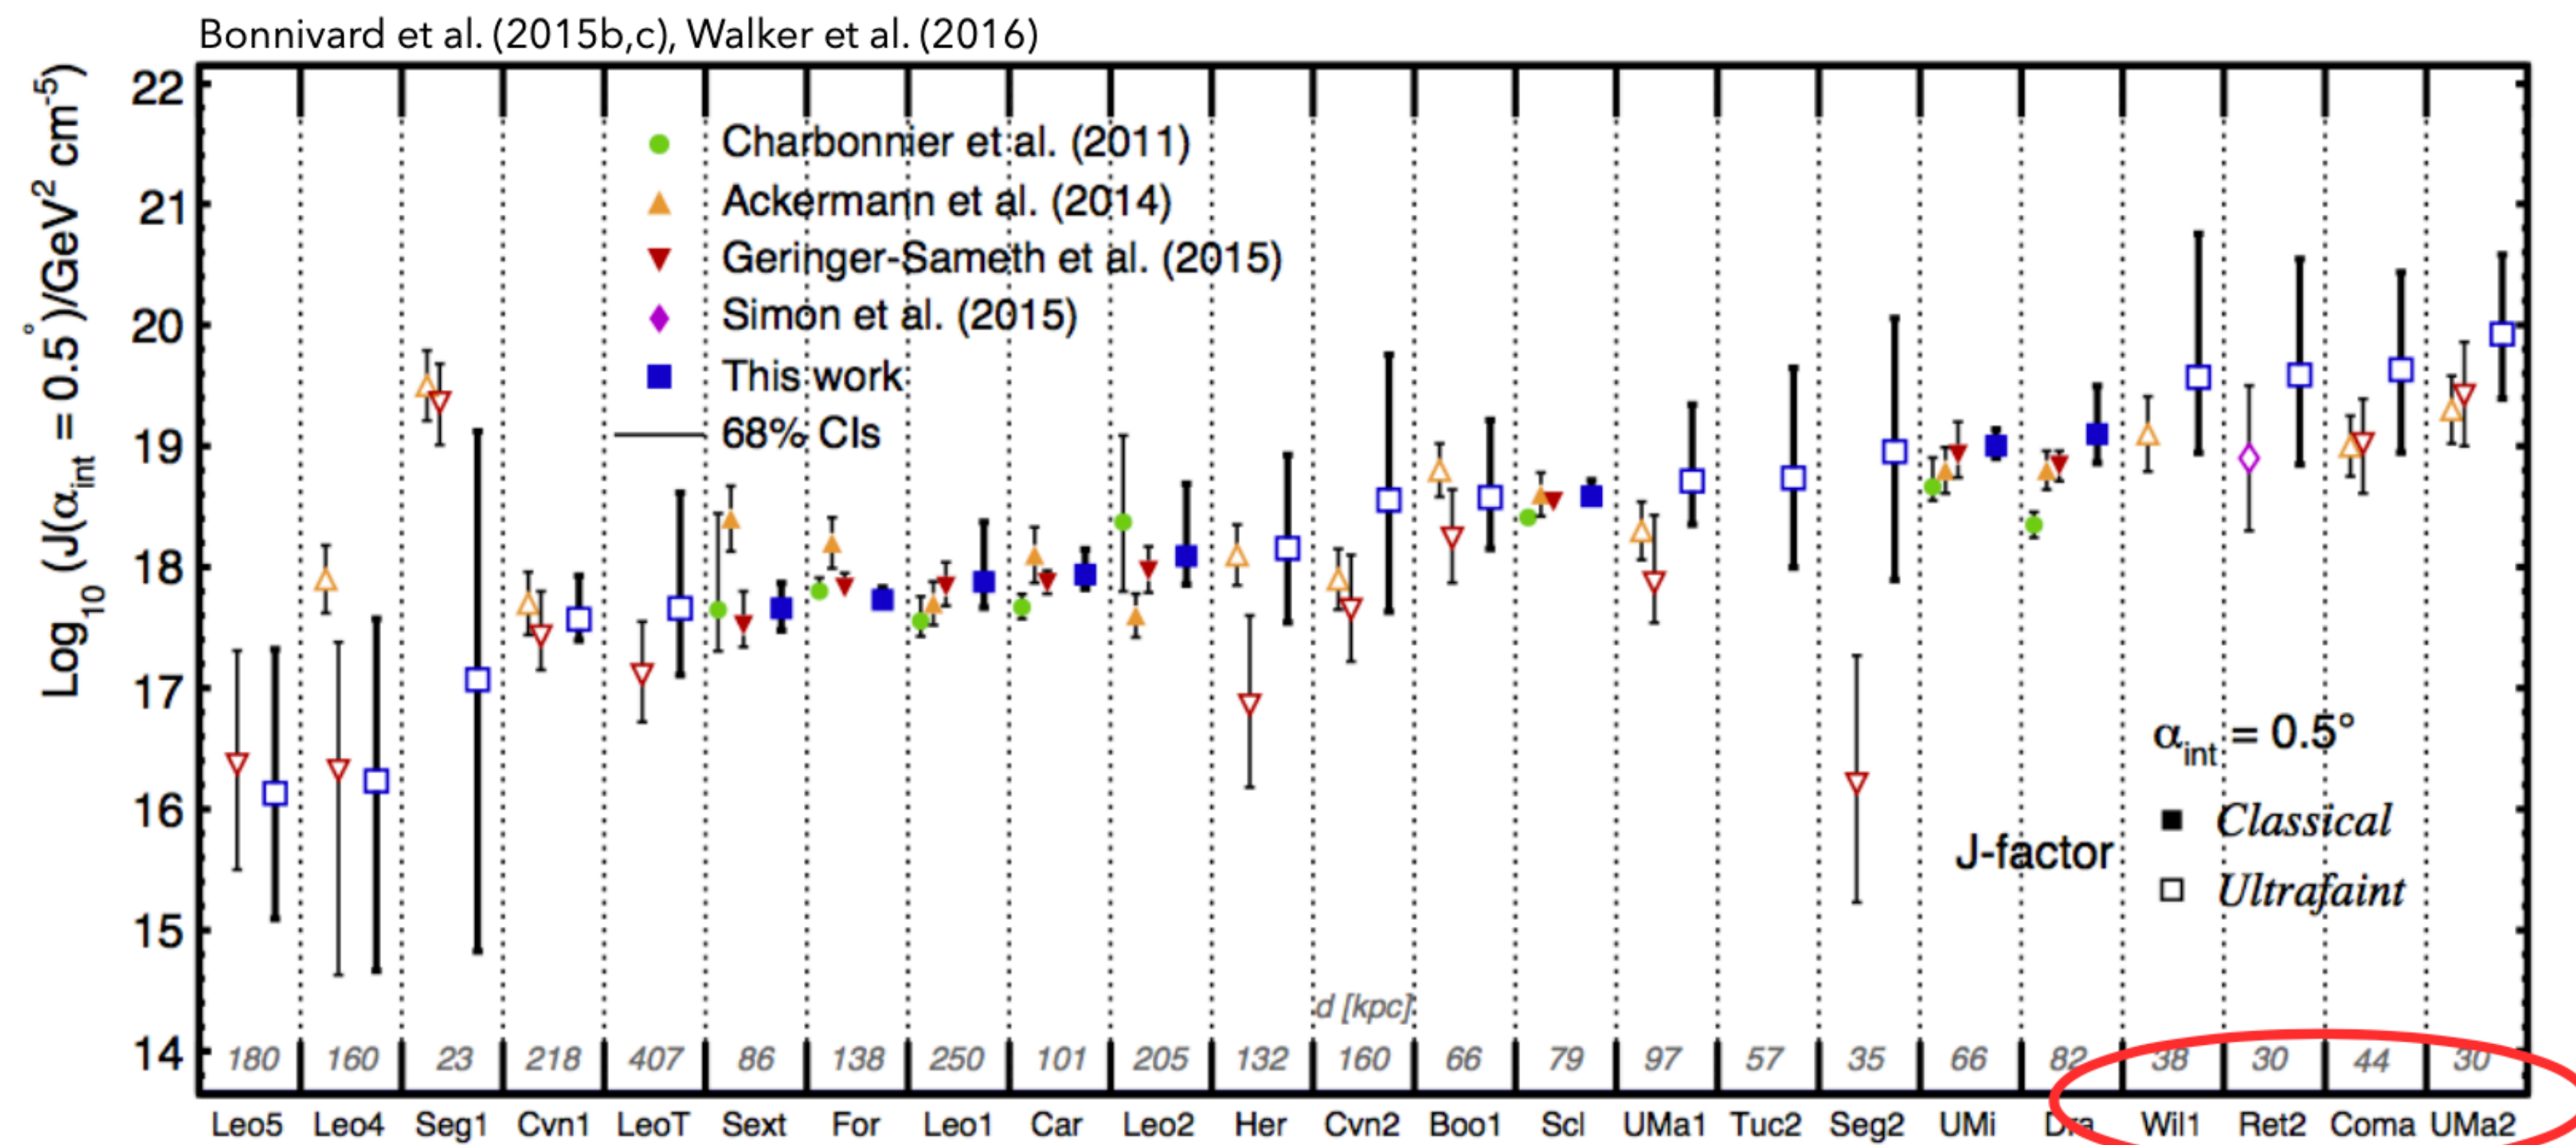 Bonnivard et al. (2015b,c), Walker et al. (2016)
Log10 (J(αint = 0.5°)/GeV2 cm-5)
22
21
20
19
18
17
16
15
14
Charbonnier et al. (2011)
Ackermann et al. (2014)
Geringer-Sameth et al. (2015)
Simon et al. (2015)
This work
68% CIs
αint = 0.5°
J-factor
Classical
Ultrafaint
d [kpc]
180 160 23 218 407 86 138 250 101 205 132 160 66 79 97 57 35 66 82 38 30 44 30
Leo5 Leo4 Seg1 Cvn1 LeoT Sext For Leo1 Car Leo2 Her Cvn2 Boo1 Scl UMa1 Tuc2 Seg2 UMi Dra Wil1 Ret2 Coma UMa2